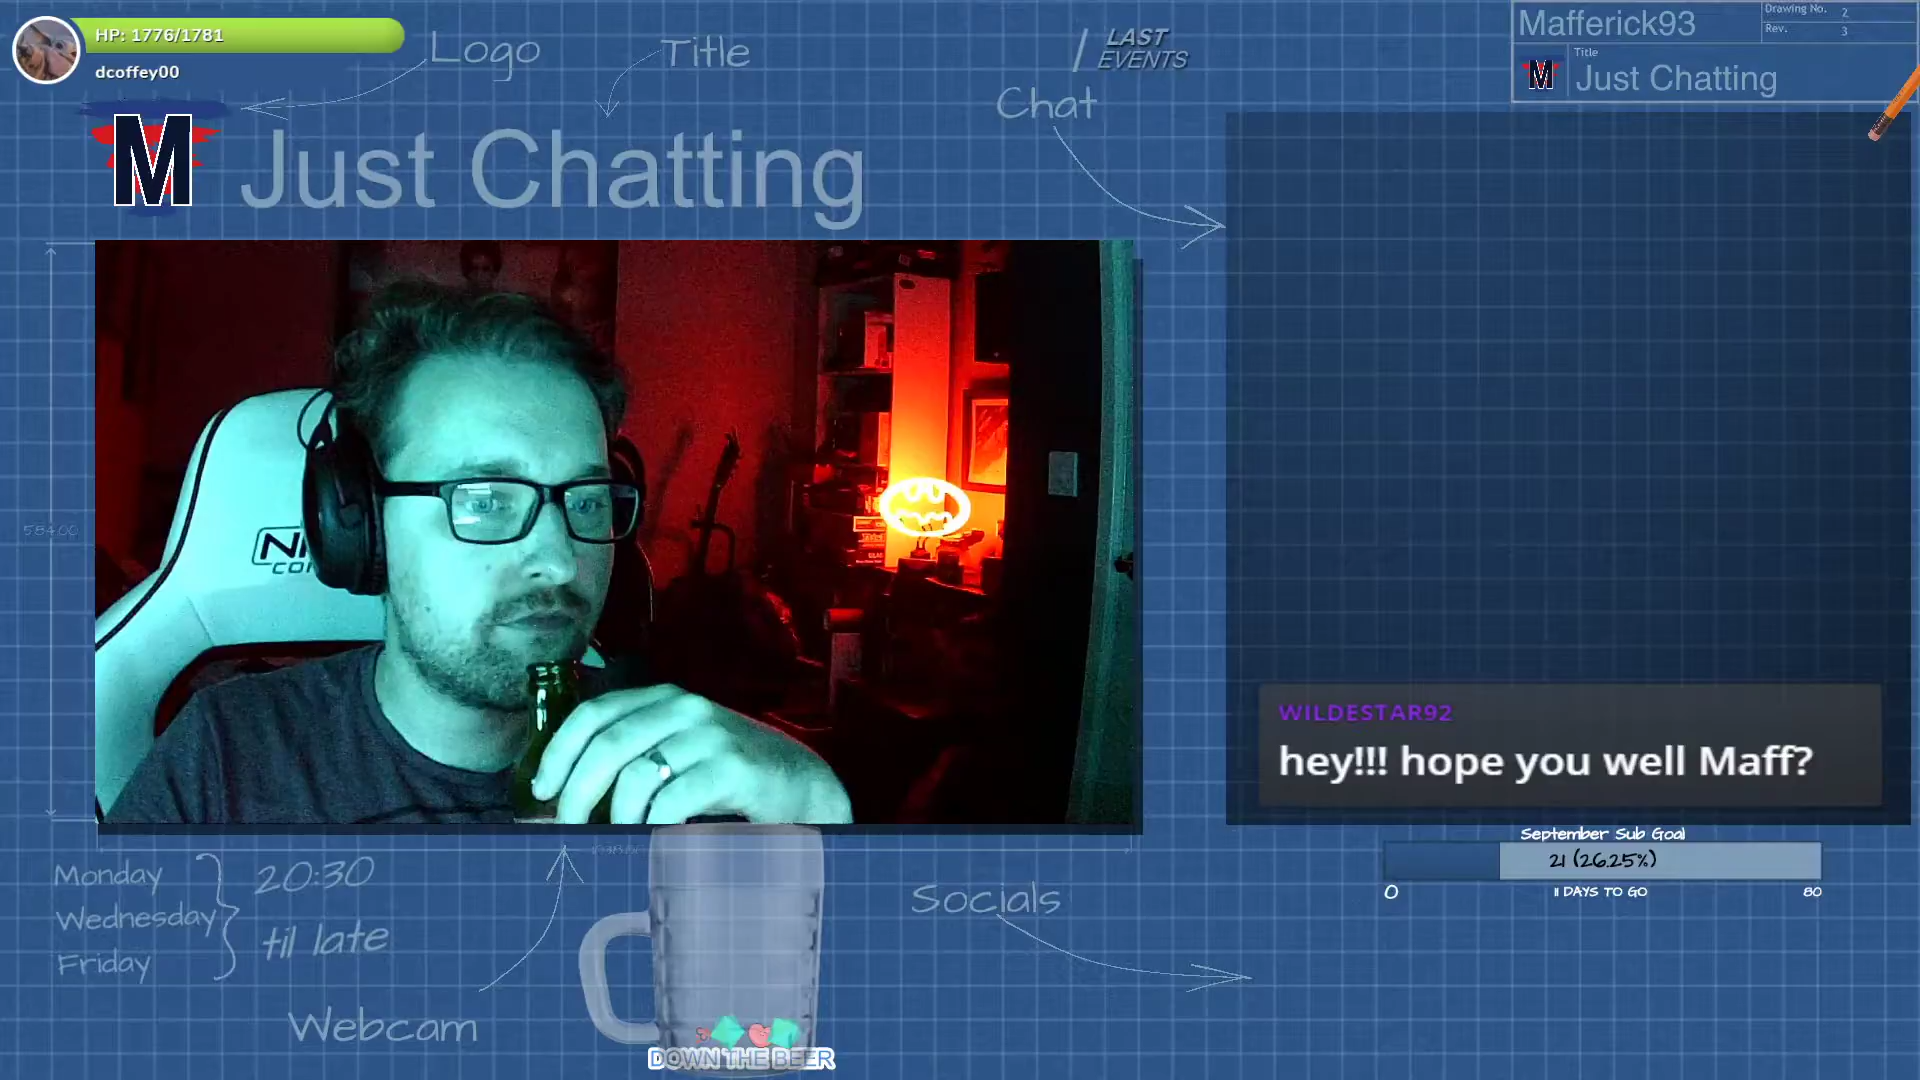 HP: 1776/1781
dcoffey00
Logo
Title
LAST
EVENTS
Chat
Mafferick93
Drawing No. 2
Rev. 3
Title
M
Just Chatting
M
Just Chatting
584.00
WILDESTAR92
hey!!! hope you well Maff?
September Sub Goal
21 (26.25%)
0
11 DAYS TO GO
80
Monday
Wednesday
Friday
20:30
til late
Webcam
Socials
DOWN THE BEER